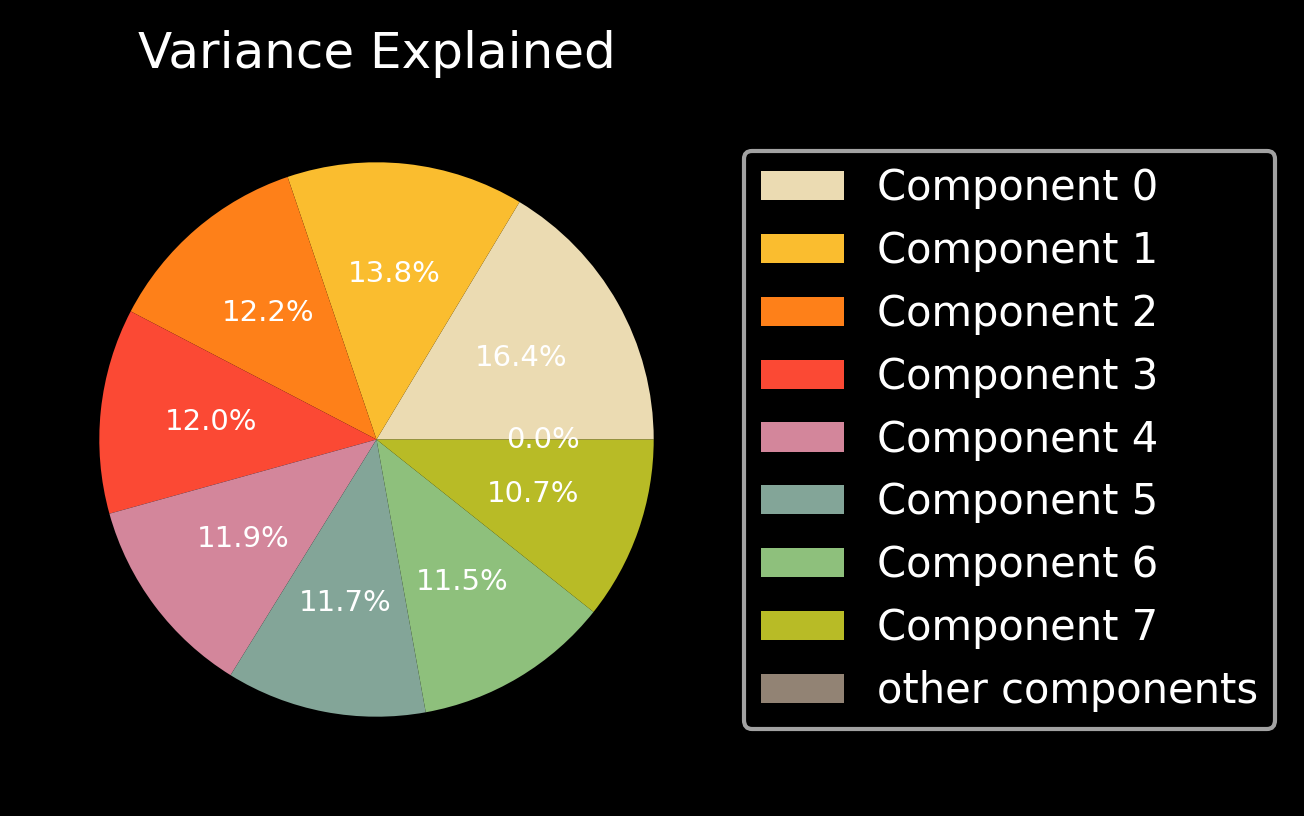 Variance Explained
13.8%
12.2%
16.4%
12.0%
0.0%
10.7%
11.9%
11.5%
11.7%
Component 0
Component 1
Component 2
Component 3
Component 4
Component 5
Component 6
Component 7
other components